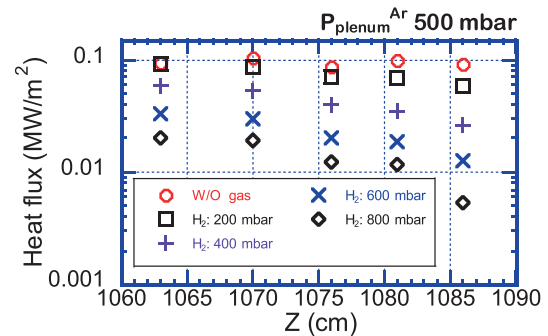 P_plenum^Ar 500 mbar
Heat flux (MW/m²)
0.1
0.01
0.001
W/O gas
H₂: 200 mbar
H₂: 400 mbar
H₂: 600 mbar
H₂: 800 mbar
1060 1065 1070 1075 1080 1085 1090
Z (cm)